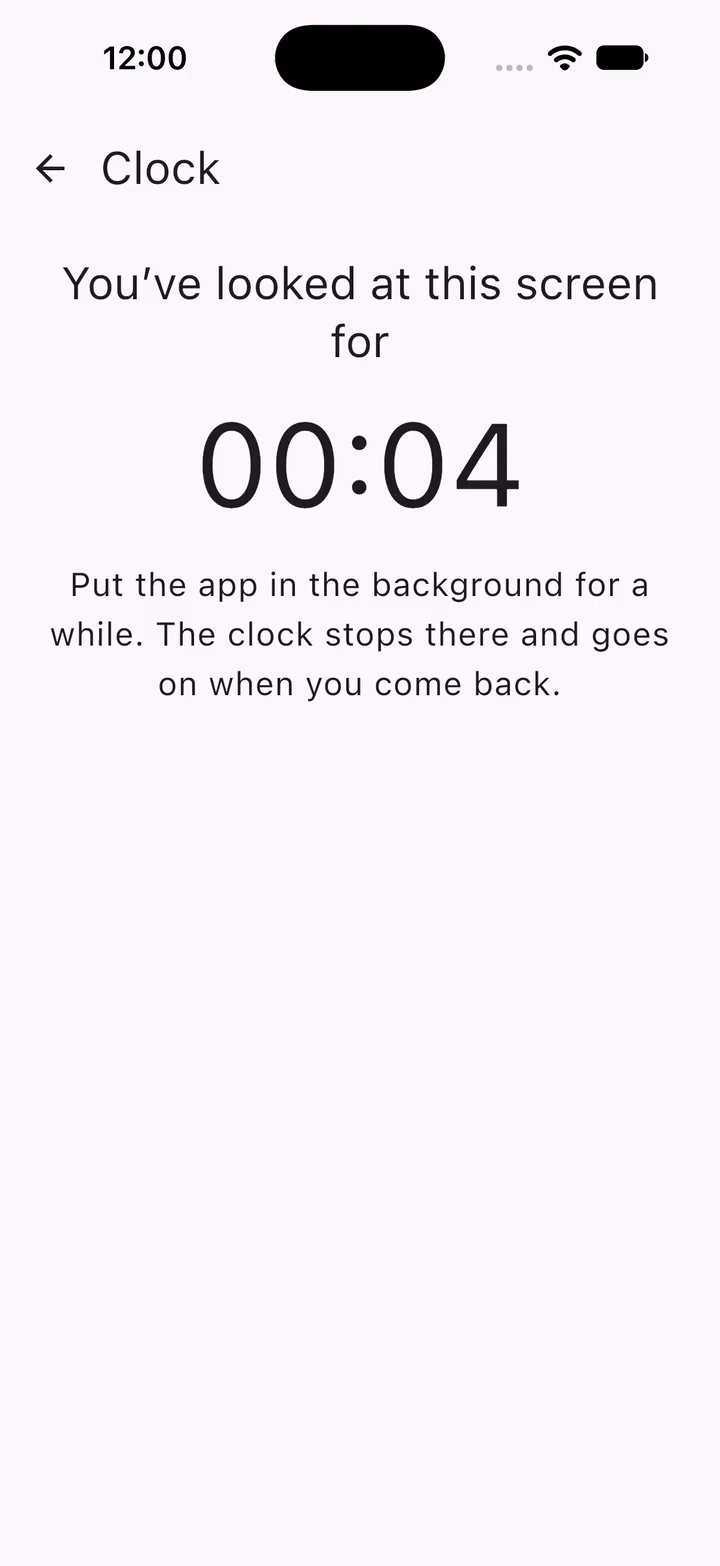 12:00
Clock
You’ve looked at this screen
for
00:04
Put the app in the background for a
while. The clock stops there and goes
on when you come back.